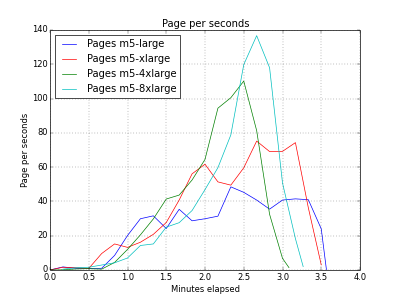 Page per seconds
Pages m5-large
Pages m5-xlarge
Pages m5-4xlarge
Pages m5-8xlarge
140
120
100
80
60
40
20
0
Page per seconds
0.0 0.5 1.0 1.5 2.0 2.5 3.0 3.5 4.0
Minutes elapsed